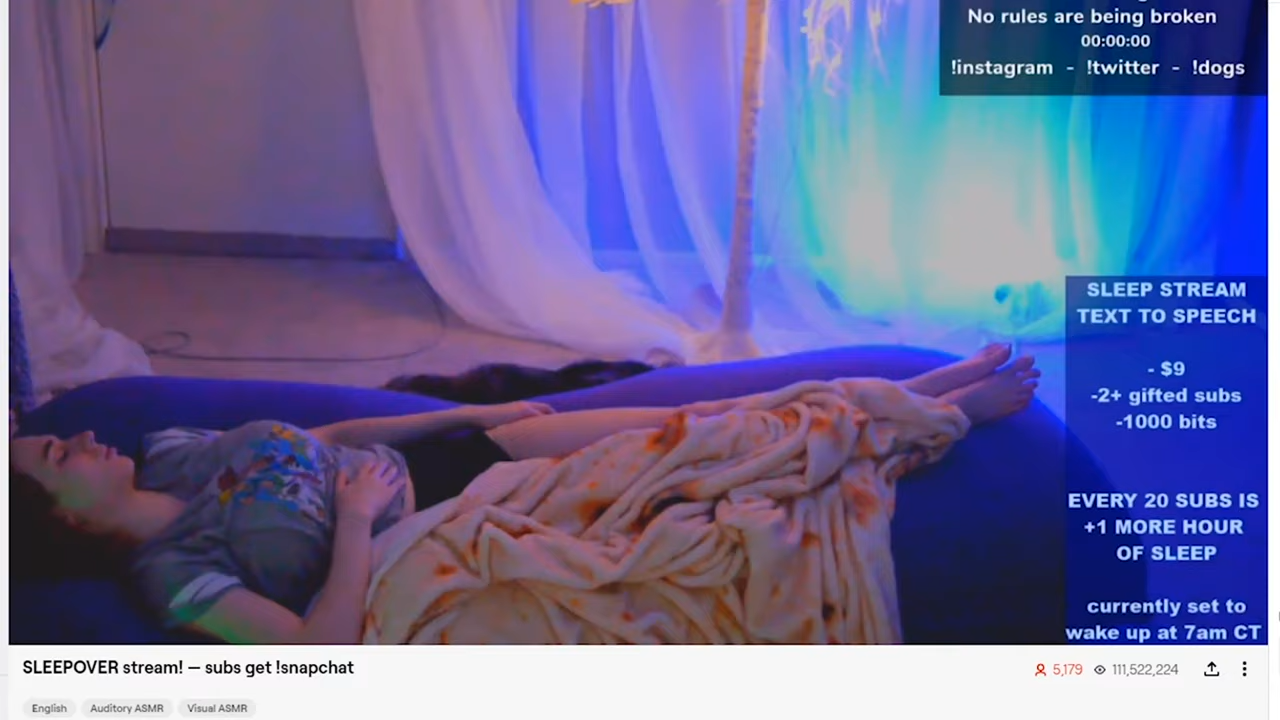 No rules are being broken
00:00:00
!instagram - !twitter - !dogs
SLEEP STREAM
TEXT TO SPEECH
- $9
-2+ gifted subs
-1000 bits
EVERY 20 SUBS IS
+1 MORE HOUR
OF SLEEP
currently set to
wake up at 7am CT
SLEEPOVER stream! — subs get !snapchat
5,179 111,522,224
English Auditory ASMR Visual ASMR